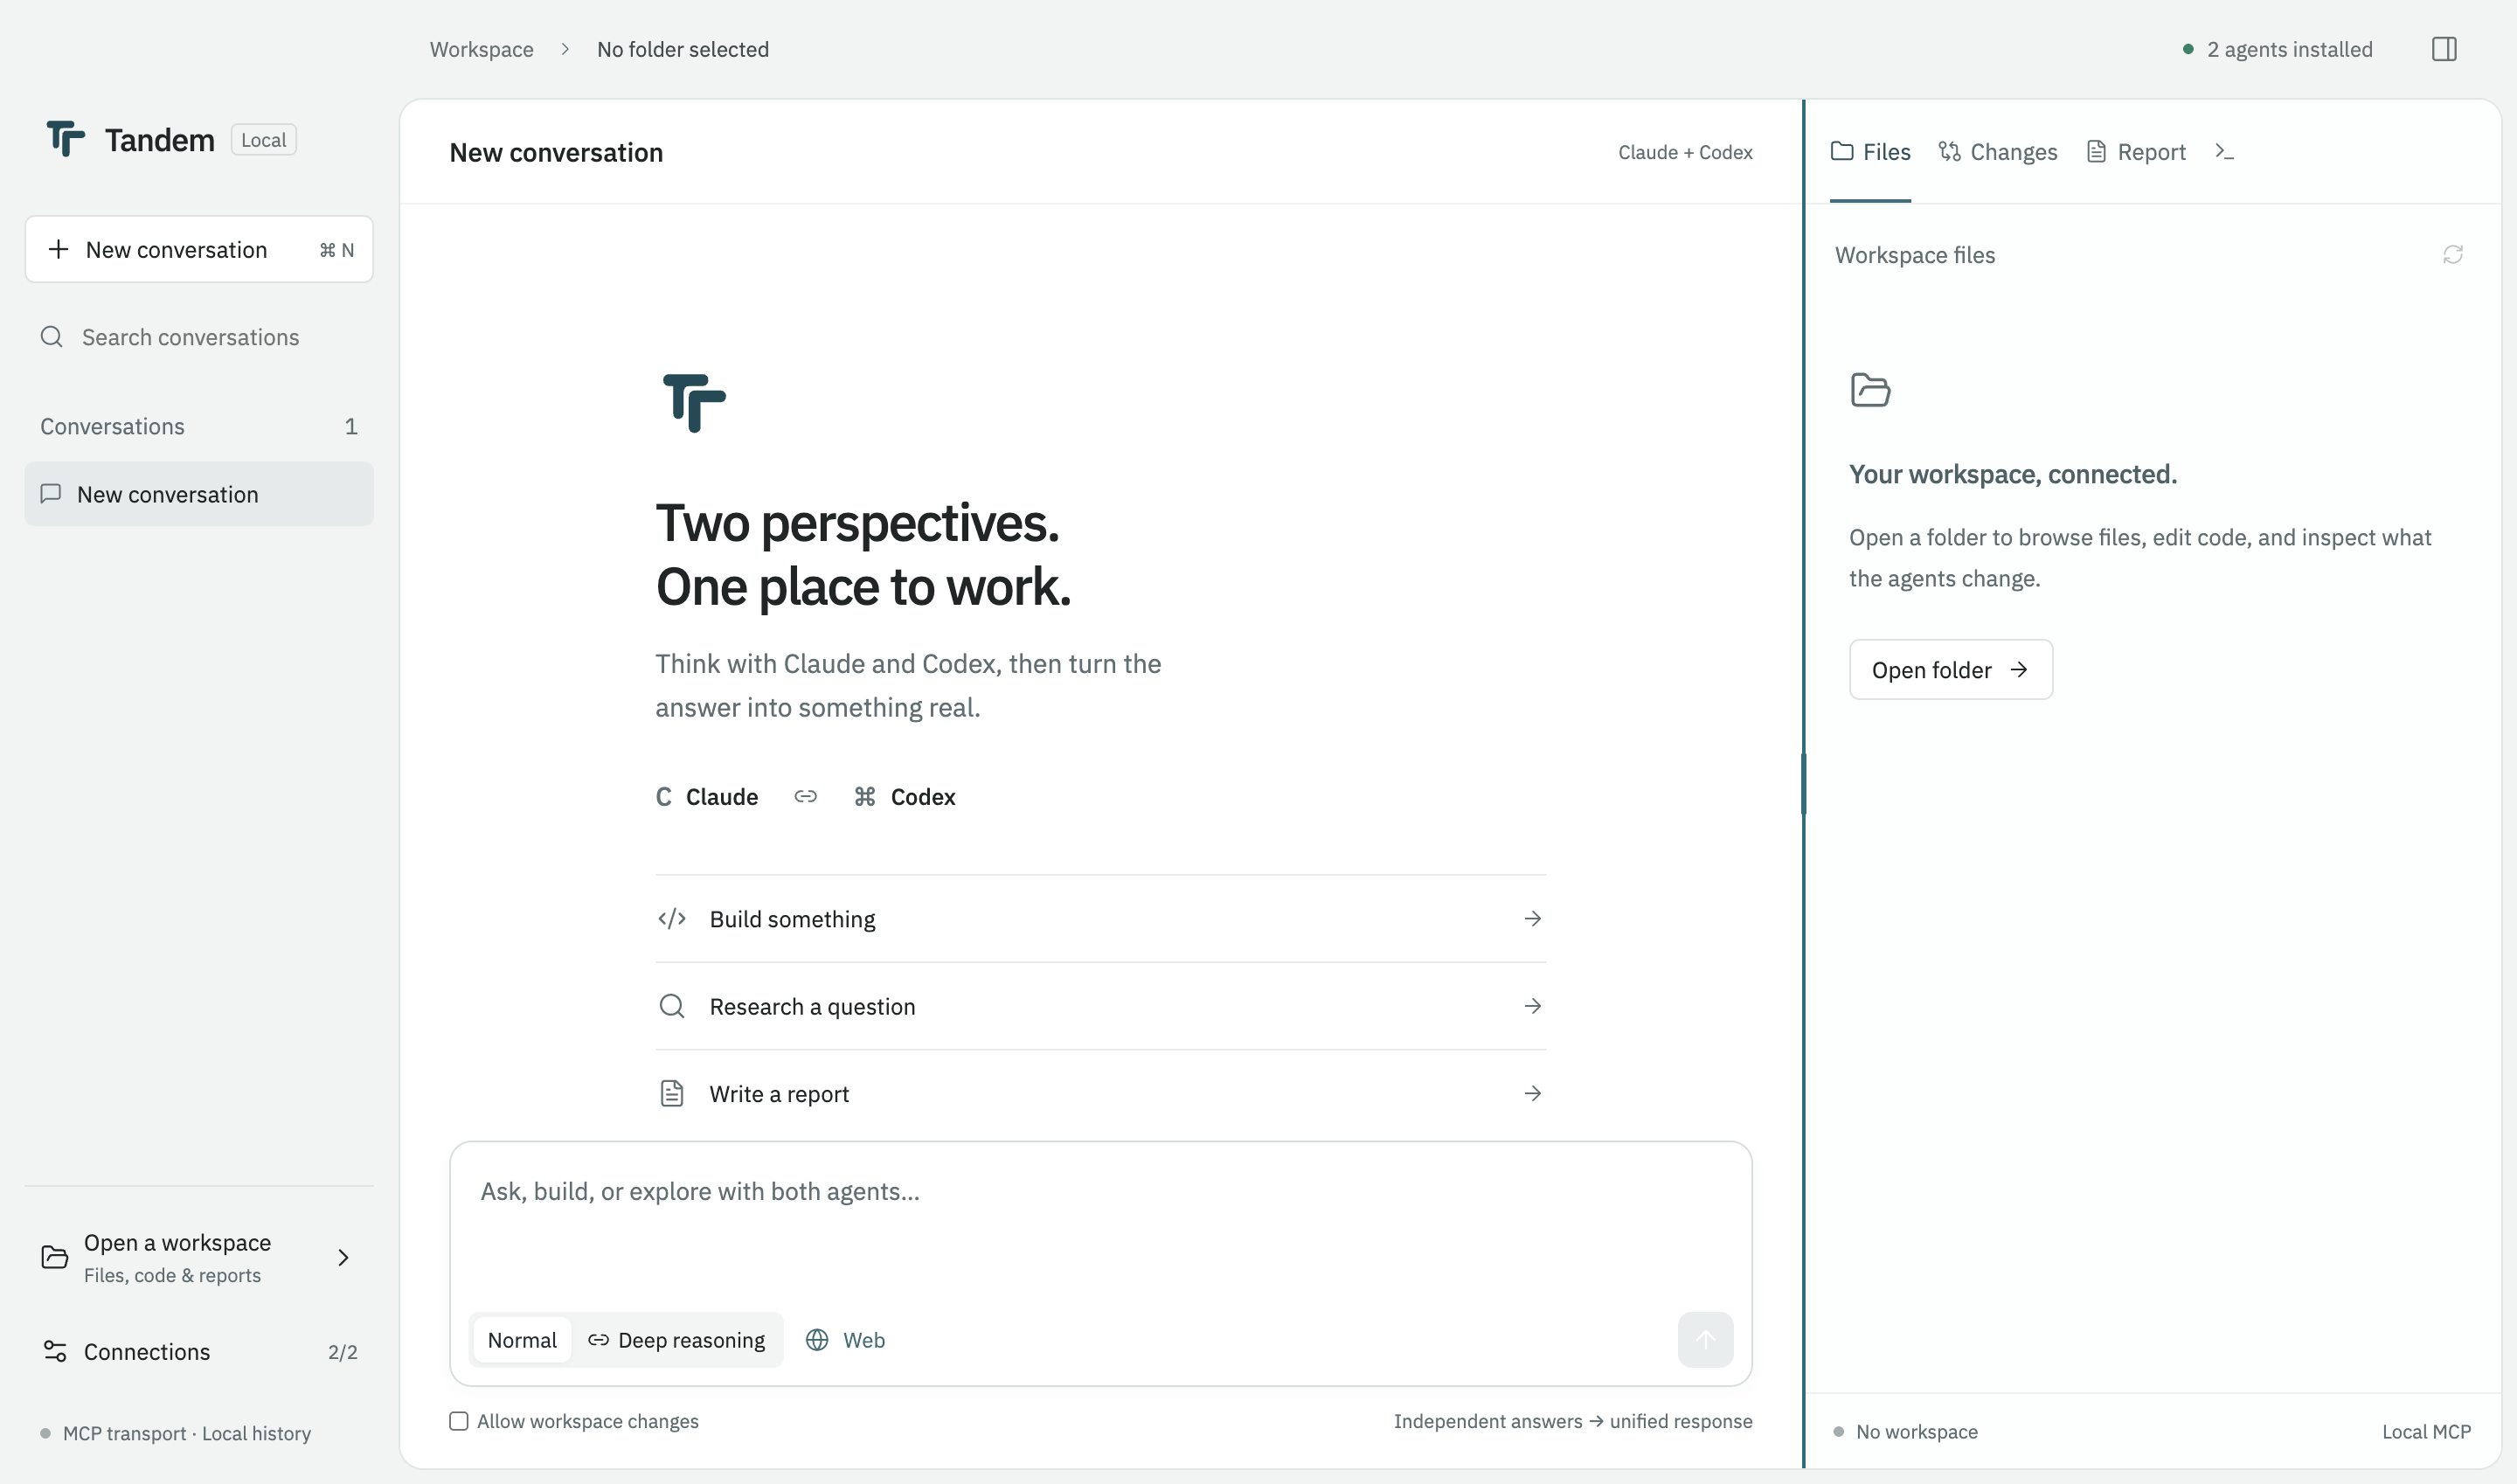 Workspace > No folder selected
2 agents installed
Tandem Local
New conversation ⌘ N
Search conversations
Conversations 1
New conversation
Open a workspace
Files, code & reports
Connections 2/2
MCP transport · Local history
New conversation
Claude + Codex
Two perspectives.
One place to work.
Think with Claude and Codex, then turn the
answer into something real.
C Claude ⌘ Codex
Build something
Research a question
Write a report
Ask, build, or explore with both agents...
Normal Deep reasoning Web
Allow workspace changes
Independent answers → unified response
Files Changes Report
Workspace files
Your workspace, connected.
Open a folder to browse files, edit code, and inspect what
the agents change.
Open folder →
No workspace
Local MCP